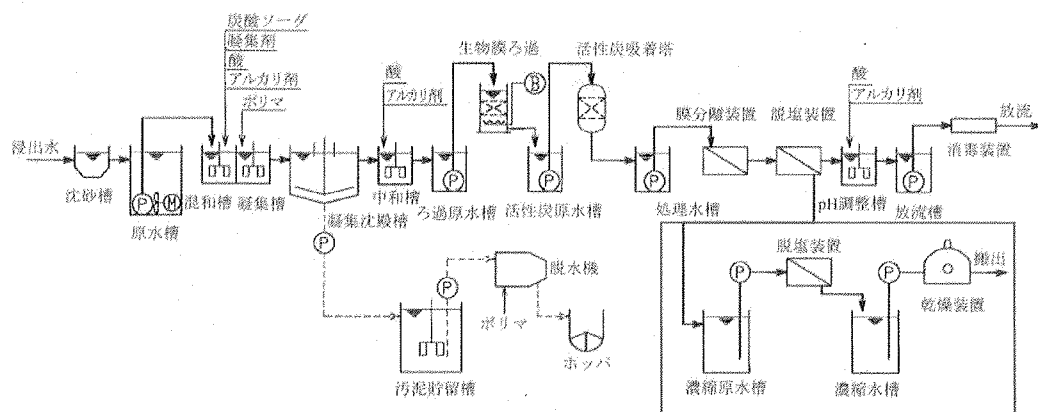 炭酸ソーダ
凝集剤
酸
アルカリ剤
ポリマ
浸出水
沈砂槽
P
M
原水槽
混和槽
凝集槽
凝集沈殿槽
酸
アルカリ剤
中和槽
P
ろ過原水槽
生物膜ろ過
B
P
活性炭原水槽
活性炭吸着塔
P
処理水槽
膜分離装置
脱塩装置
酸
アルカリ剤
pH調整槽
P
放流槽
消毒装置
放流
P
汚泥貯留槽
P
脱水機
ポリマ
ホッパ
濃縮原水槽
P
脱塩装置
濃縮水槽
P
乾燥装置
搬出